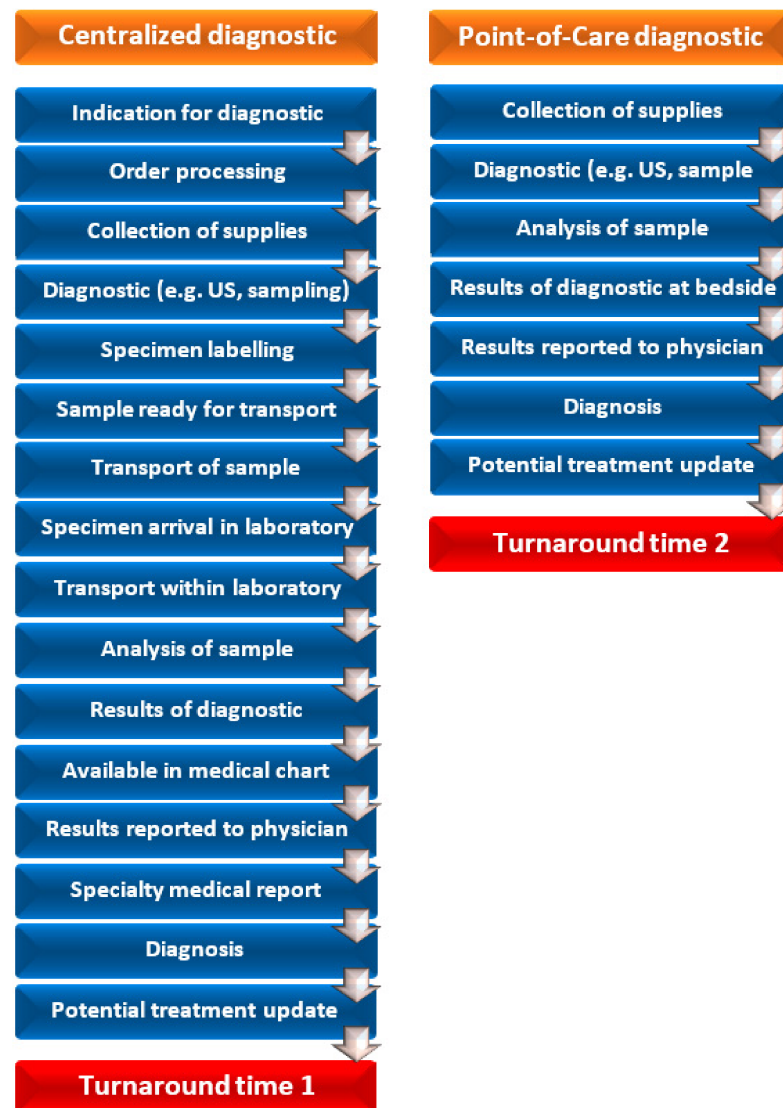 Centralized diagnostic
Indication for diagnostic
Order processing
Collection of supplies
Diagnostic (e.g. US, sampling)
Specimen labelling
Sample ready for transport
Transport of sample
Specimen arrival in laboratory
Transport within laboratory
Analysis of sample
Results of diagnostic
Available in medical chart
Results reported to physician
Specialty medical report
Diagnosis
Potential treatment update
Turnaround time 1
Point-of-Care diagnostic
Collection of supplies
Diagnostic (e.g. US, sample
Analysis of sample
Results of diagnostic at bedside
Results reported to physician
Diagnosis
Potential treatment update
Turnaround time 2